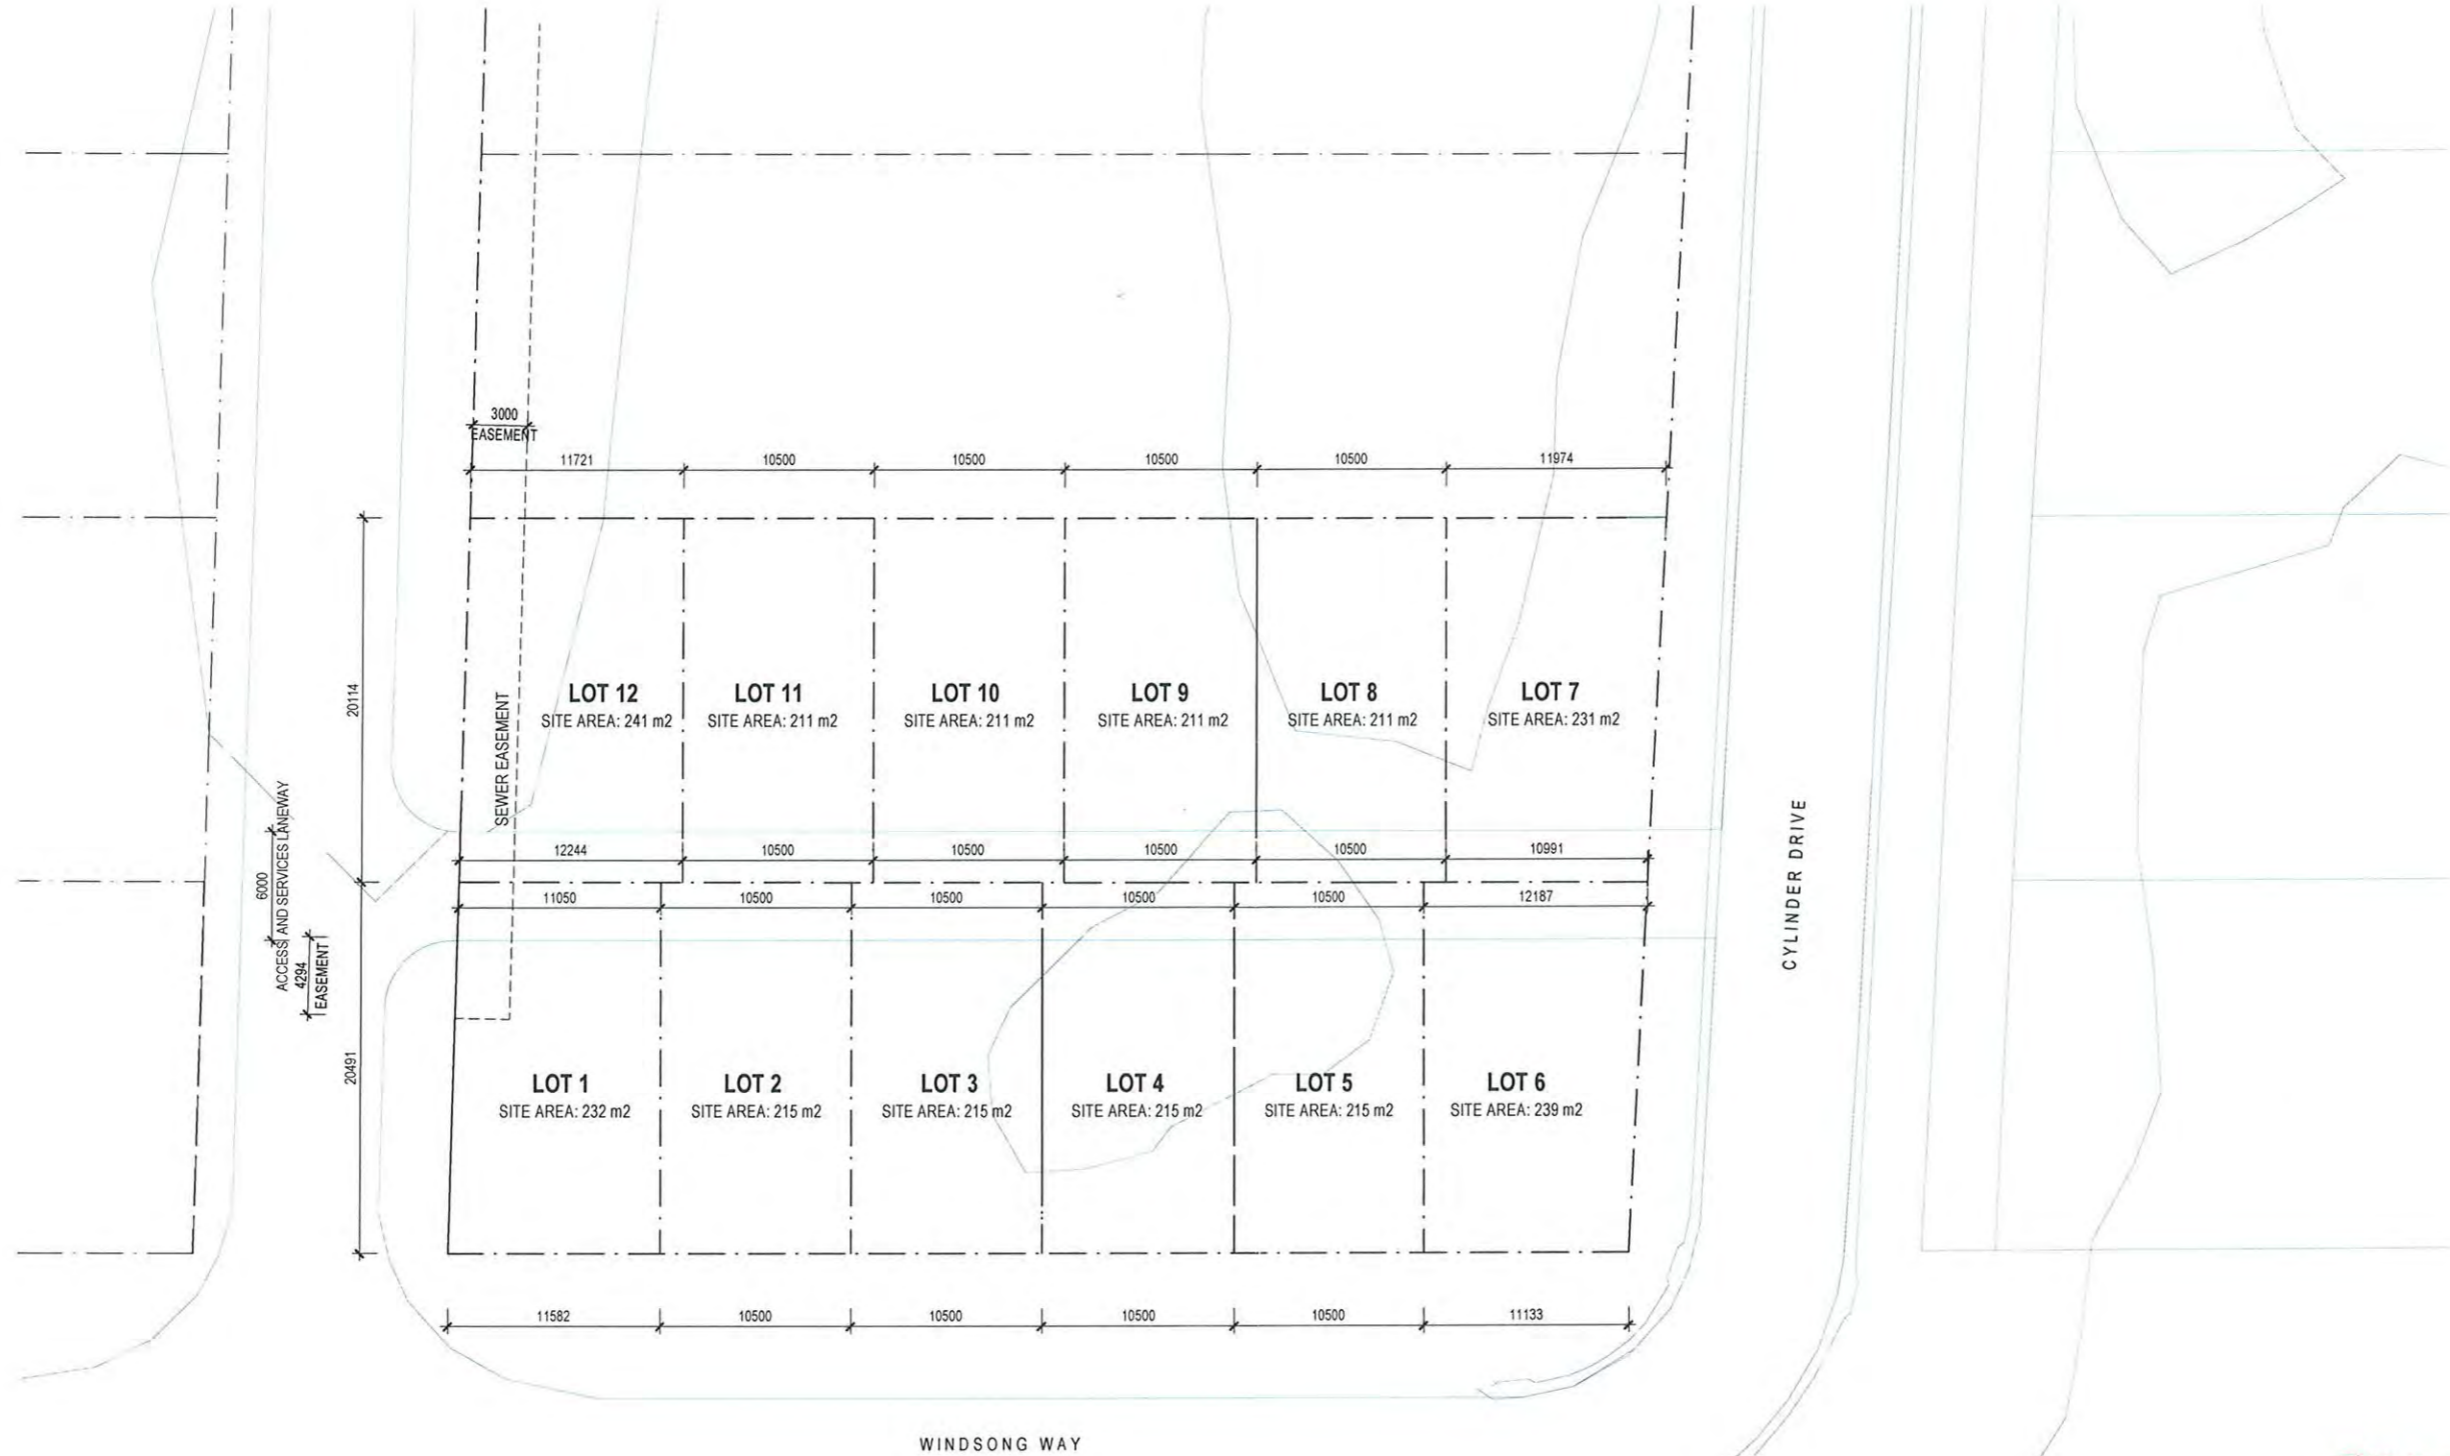 3000
EASEMENT
11721 10500 10500 10500 10500 11974
20114
SEWER EASEMENT
LOT 12
SITE AREA: 241 m2
LOT 11
SITE AREA: 211 m2
LOT 10
SITE AREA: 211 m2
LOT 9
SITE AREA: 211 m2
LOT 8
SITE AREA: 211 m2
LOT 7
SITE AREA: 231 m2
12244 10500 10500 10500 10500 10991
11050 10500 10500 10500 10500 12187
6000
ACCESS AND SERVICES LANEWAY
4294
EASEMENT
20491
LOT 1
SITE AREA: 232 m2
LOT 2
SITE AREA: 215 m2
LOT 3
SITE AREA: 215 m2
LOT 4
SITE AREA: 215 m2
LOT 5
SITE AREA: 215 m2
LOT 6
SITE AREA: 239 m2
11582 10500 10500 10500 10500 11133
CYLINDER DRIVE
WINDSONG WAY